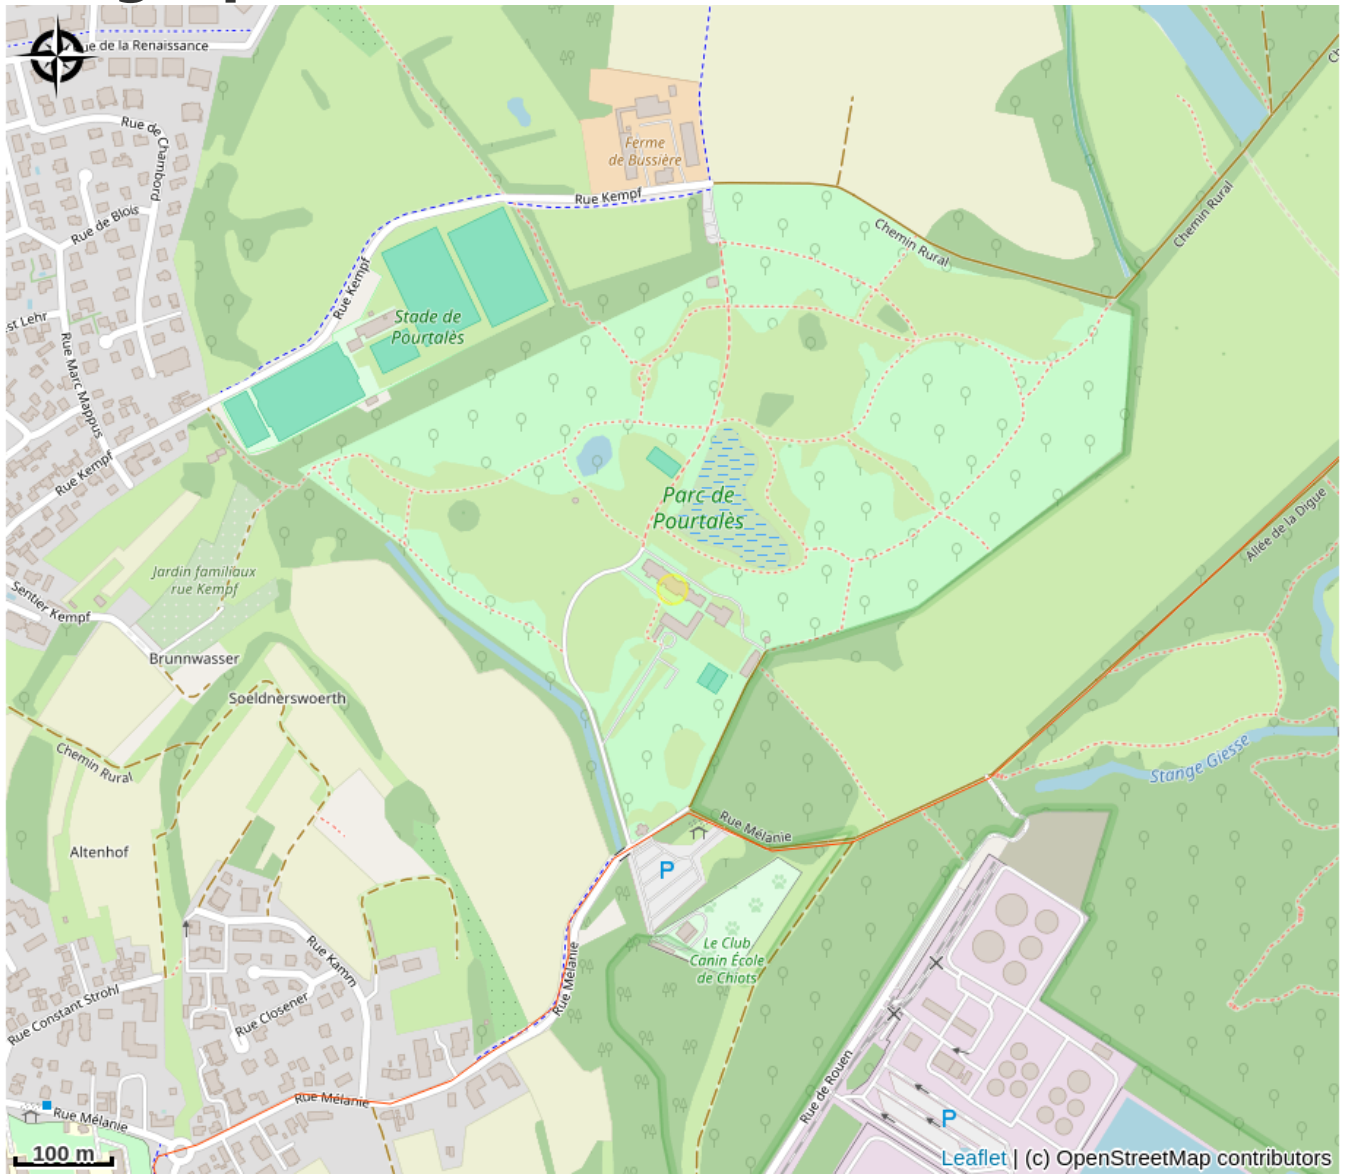 Rue de la Renaissance
Rue de Chambord
Ferme
de Bussière
Rue Kempf
Rue de Blois
Chemin Rural
Chemin Rural
Rue Kempf
Stade de
Pourtalès
st Lehr
Rue Marc Mappus
Rue Kempf
Parc de
Pourtalès
Allée de la Digue
Jardin familiaux
rue Kempf
Sentier Kempf
Brunnwasser
Soeldnerswoerth
Chemin Rural
Stange Giesse
Rue Mélanie
Altenhof
P
Le Club
Canin École
de Chiots
Rue Kamm
Rue Mélanie
Rue Constant Strohl
Rue Closener
Rue de Rouen
Rue Mélanie
Rue Mélanie
P
100 m
Leaflet | (c) OpenStreetMap contributors